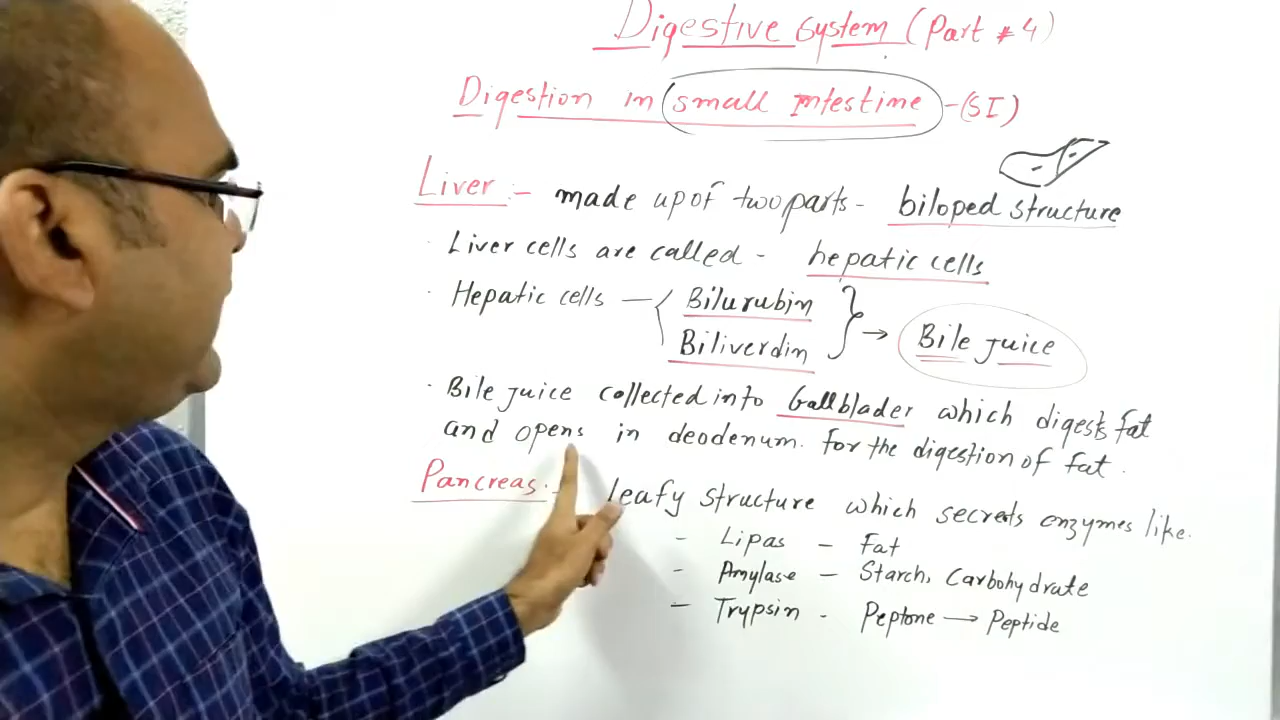 Digestive System (Part # 4)
Digestion in small intestine - (SI)
Liver :- made up of two parts - biloped structure
· Liver cells are called - hepatic cells
· Hepatic cells — Bilurubin
Biliverdin } → Bile juice
· Bile juice collected into Gallblader which digests fat
and opens in deodenum. for the digestion of fat.
Pancreas :- leafy structure which secrets enzymes like.
- Lipas - Fat
- Amylase - Starch, Carbohydrate
- Trypsin - Peptone → Peptide